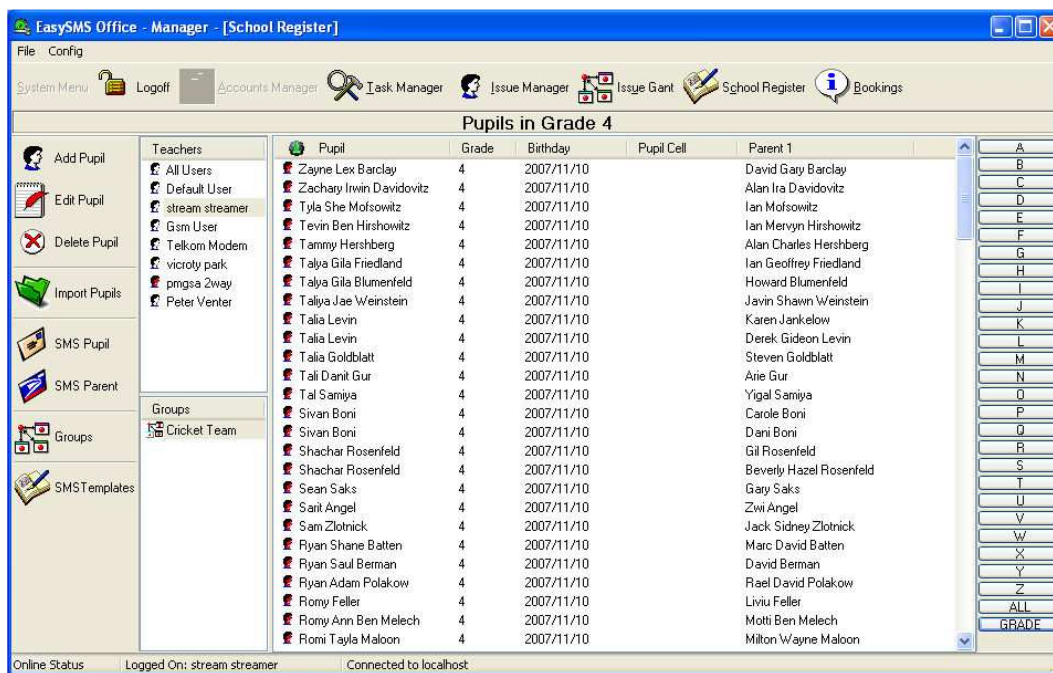 EasySMS Office - Manager - [School Register]
File Config
System Menu Logoff Accounts Manager Task Manager Issue Manager Issue Gant School Register Bookings
Pupils in Grade 4
Add Pupil
Edit Pupil
Delete Pupil
Import Pupils
SMS Pupil
SMS Parent
Groups
SMSTemplates
Teachers
All Users
Default User
stream streamer
Gsm User
Telkom Modem
vicroty park
pmgsa 2way
Peter Venter
Groups
Cricket Team
Pupil Grade Birthday Pupil Cell Parent 1
Zayne Lex Barclay 4 2007/11/10 David Gary Barclay
Zachary Irwin Davidovitz 4 2007/11/10 Alan Ira Davidovitz
Tyla She Mofsowitz 4 2007/11/10 Ian Mofsowitz
Tevin Ben Hirshowitz 4 2007/11/10 Ian Mervyn Hirshowitz
Tammy Hershberg 4 2007/11/10 Alan Charles Hershberg
Talya Gila Friedland 4 2007/11/10 Ian Geoffrey Friedland
Talya Gila Blumenfeld 4 2007/11/10 Howard Blumenfeld
Taliya Jae Weinstein 4 2007/11/10 Javin Shawn Weinstein
Talia Levin 4 2007/11/10 Karen Jankelow
Talia Levin 4 2007/11/10 Derek Gideon Levin
Talia Goldblatt 4 2007/11/10 Steven Goldblatt
Tali Danit Gur 4 2007/11/10 Arie Gur
Tal Samiya 4 2007/11/10 Yigal Samiya
Sivan Boni 4 2007/11/10 Carole Boni
Sivan Boni 4 2007/11/10 Dani Boni
Shachar Rosenfeld 4 2007/11/10 Gil Rosenfeld
Shachar Rosenfeld 4 2007/11/10 Beverly Hazel Rosenfeld
Sean Saks 4 2007/11/10 Gary Saks
Sarit Angel 4 2007/11/10 Zwi Angel
Sam Zlotnick 4 2007/11/10 Jack Sidney Zlotnick
Ryan Shane Batten 4 2007/11/10 Marc David Batten
Ryan Saul Berman 4 2007/11/10 David Berman
Ryan Adam Polakow 4 2007/11/10 Rael David Polakow
Romy Feller 4 2007/11/10 Liviu Feller
Romy Ann Ben Melech 4 2007/11/10 Motti Ben Melech
Romi Tayla Maloon 4 2007/11/10 Milton Wayne Maloon
A
B
C
D
E
F
G
H
I
J
K
L
M
N
O
P
Q
R
S
T
U
V
W
X
Y
Z
ALL
GRADE
Online Status Logged On: stream streamer Connected to localhost